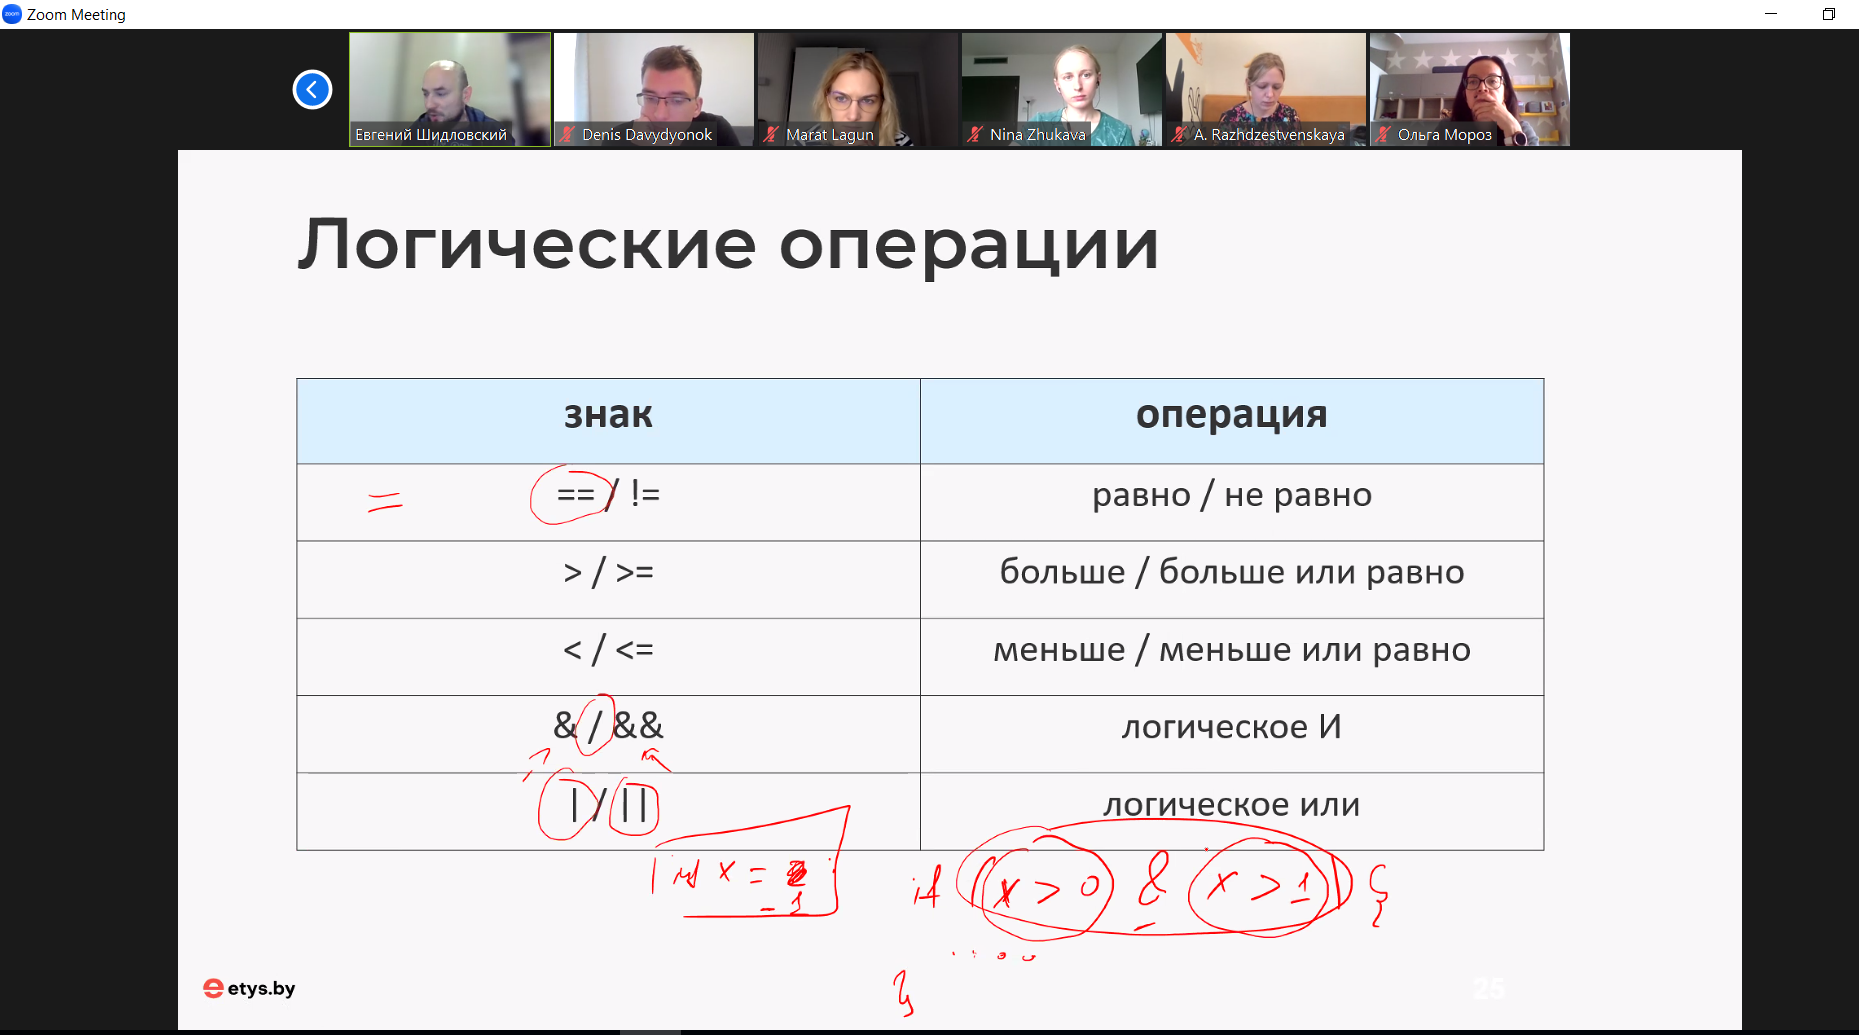 Zoom Meeting
zoom
Евгений Шидловский
Denis Davydyonok
Marat Lagun
Nina Zhukava
A. Razhdzestvenskaya
Ольга Мороз
Логические операции
знак операция
= == / != равно / не равно
> / >= больше / больше или равно
< / <= меньше / меньше или равно
& / && логическое И
| / || логическое или
int x = -1 ;
if ((x > 0) & (x > 1)) {
}
etys.by
25